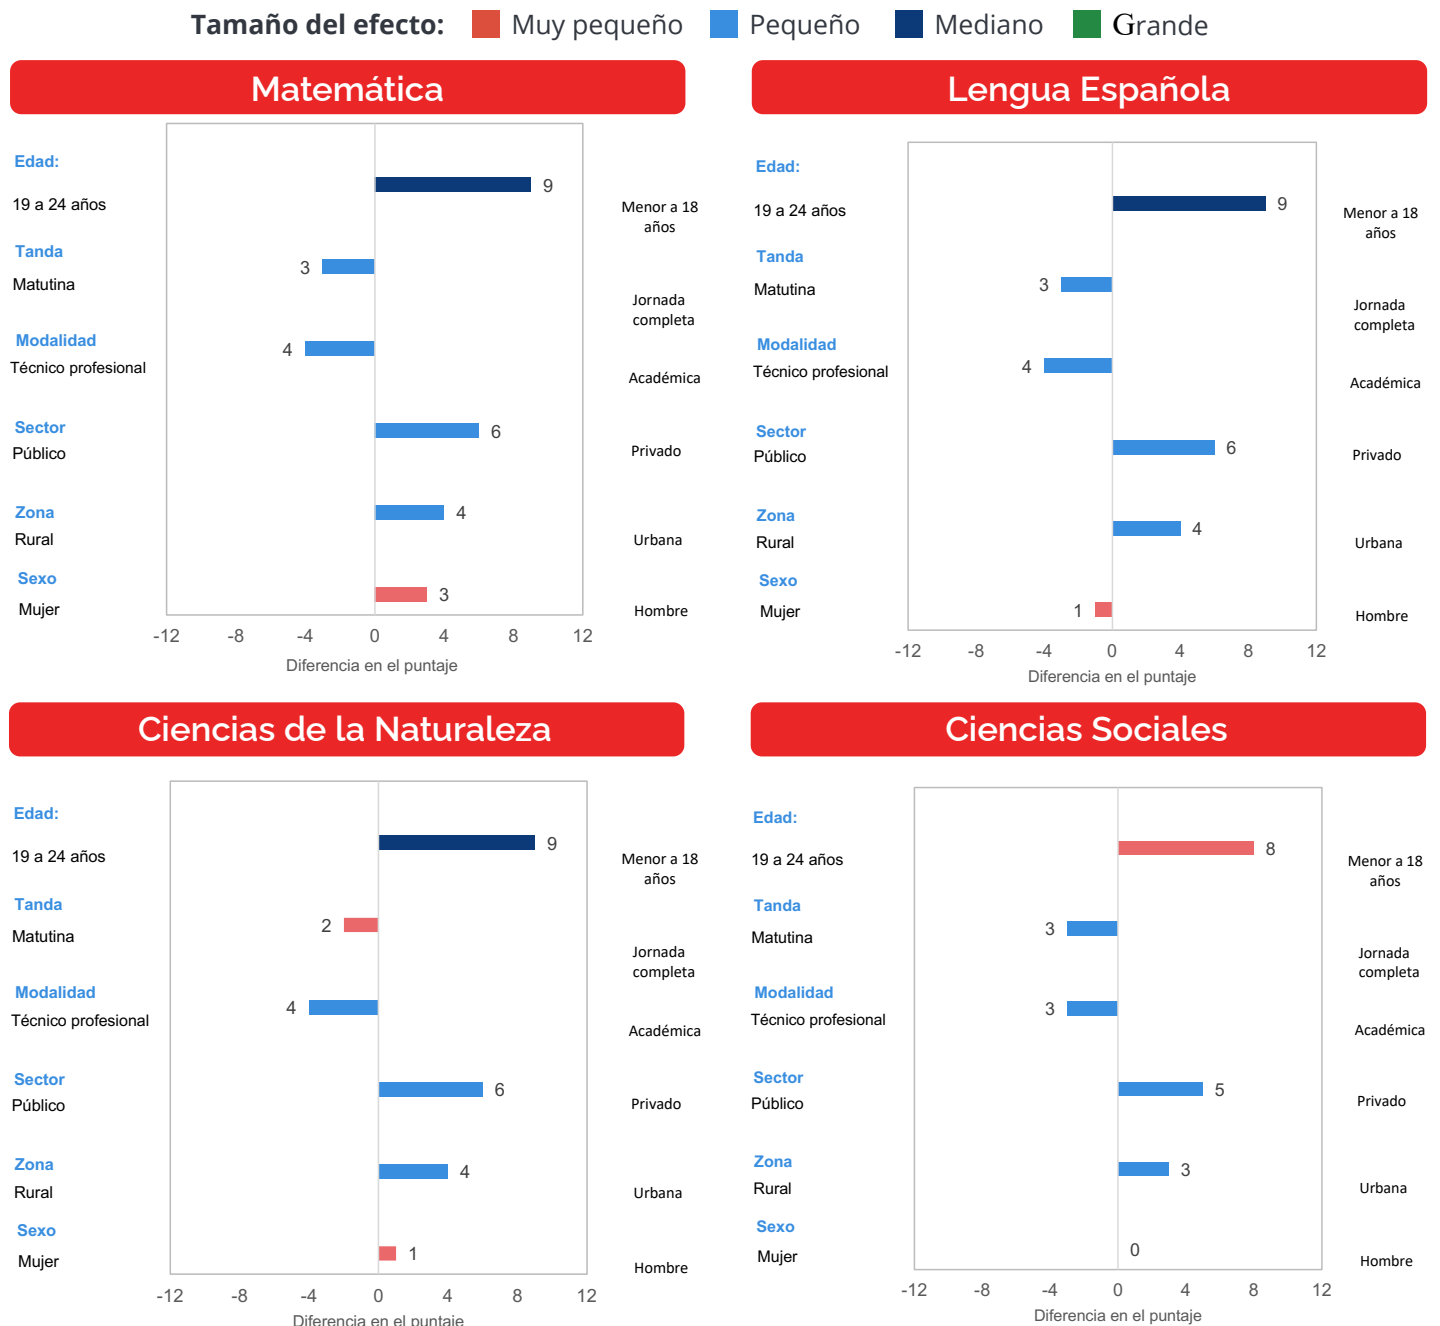 Tamaño del efecto: Muy pequeño Pequeño Mediano Grande
Matemática
Edad:
9
19 a 24 años
Menor a 18
años
Tanda
3
Matutina
Jornada
completa
Modalidad
4
Técnico profesional
Académica
Sector
6
Público
Privado
Zona
4
Rural
Urbana
Sexo
3
Mujer
Hombre
-12 -8 -4 0 4 8 12
Diferencia en el puntaje
Lengua Española
Edad:
9
19 a 24 años
Menor a 18
años
Tanda
3
Matutina
Jornada
completa
Modalidad
4
Técnico profesional
Académica
Sector
6
Público
Privado
Zona
4
Rural
Urbana
Sexo
1
Mujer
Hombre
-12 -8 -4 0 4 8 12
Diferencia en el puntaje
Ciencias de la Naturaleza
Edad:
9
19 a 24 años
Menor a 18
años
Tanda
2
Matutina
Jornada
completa
Modalidad
4
Técnico profesional
Académica
Sector
6
Público
Privado
Zona
4
Rural
Urbana
Sexo
1
Mujer
Hombre
-12 -8 -4 0 4 8 12
Diferencia en el puntaje
Ciencias Sociales
Edad:
8
19 a 24 años
Menor a 18
años
Tanda
3
Matutina
Jornada
completa
Modalidad
3
Técnico profesional
Académica
Sector
5
Público
Privado
Zona
3
Rural
Urbana
Sexo
0
Mujer
Hombre
-12 -8 -4 0 4 8 12
Diferencia en el puntaje